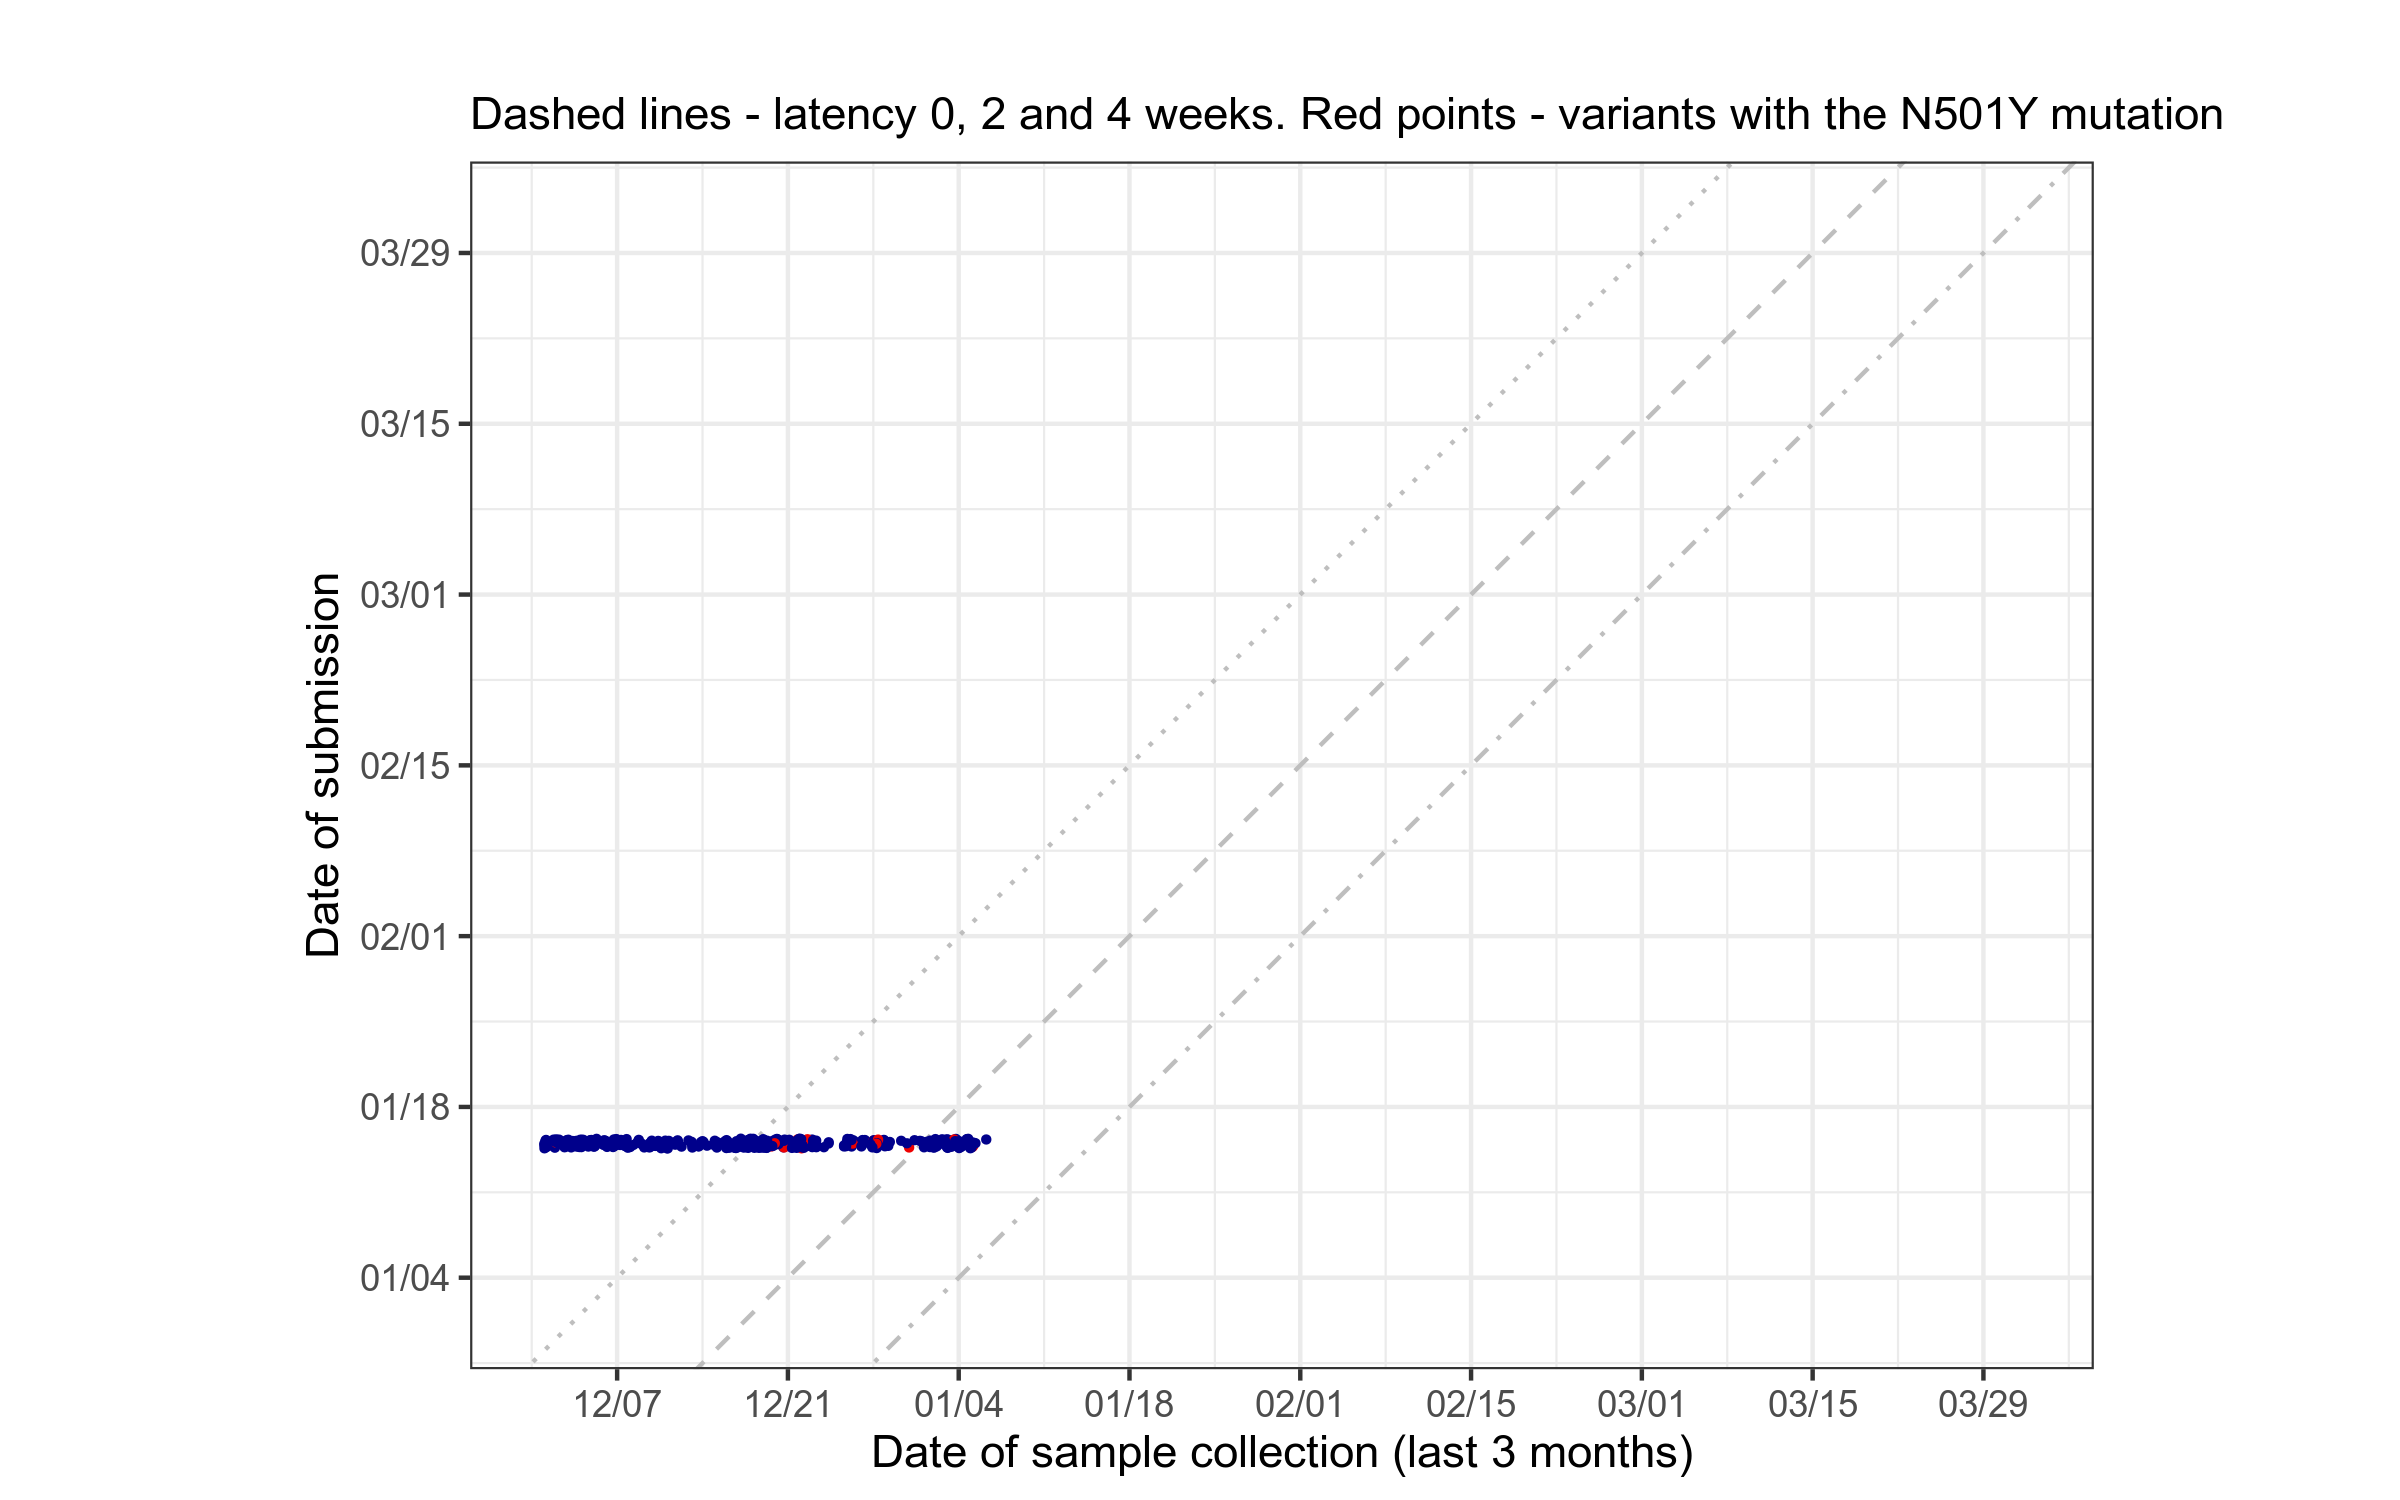 Dashed lines - latency 0, 2 and 4 weeks. Red points - variants with the N501Y mutation
Date of submission
03/29
03/15
03/01
02/15
02/01
01/18
01/04
12/07 12/21 01/04 01/18 02/01 02/15 03/01 03/15 03/29
Date of sample collection (last 3 months)